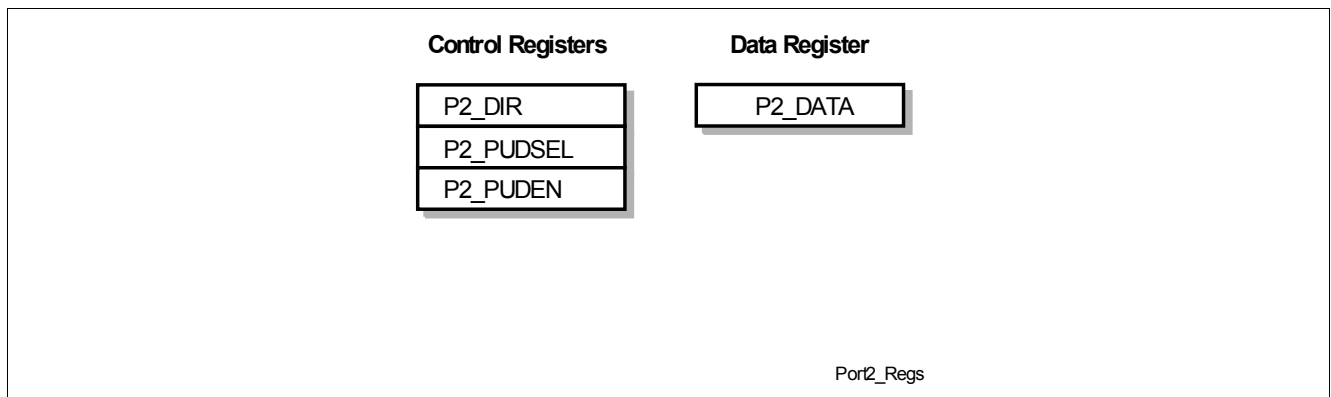 Control Registers
Data Register
P2_DIR
P2_DATA
P2_PUDSEL
P2_PUDEN
Port2_Regs